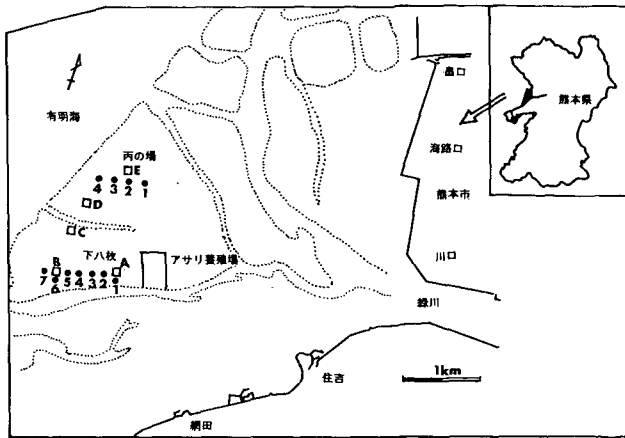 有明海
畠口
熊本県
海路口
熊本市
川口
緑川
丙の場
E
4 3 2 1
D
C
下八枚
アサリ養殖場
B
A
7 6 5 4 3 2 1
1km
住吉
網田